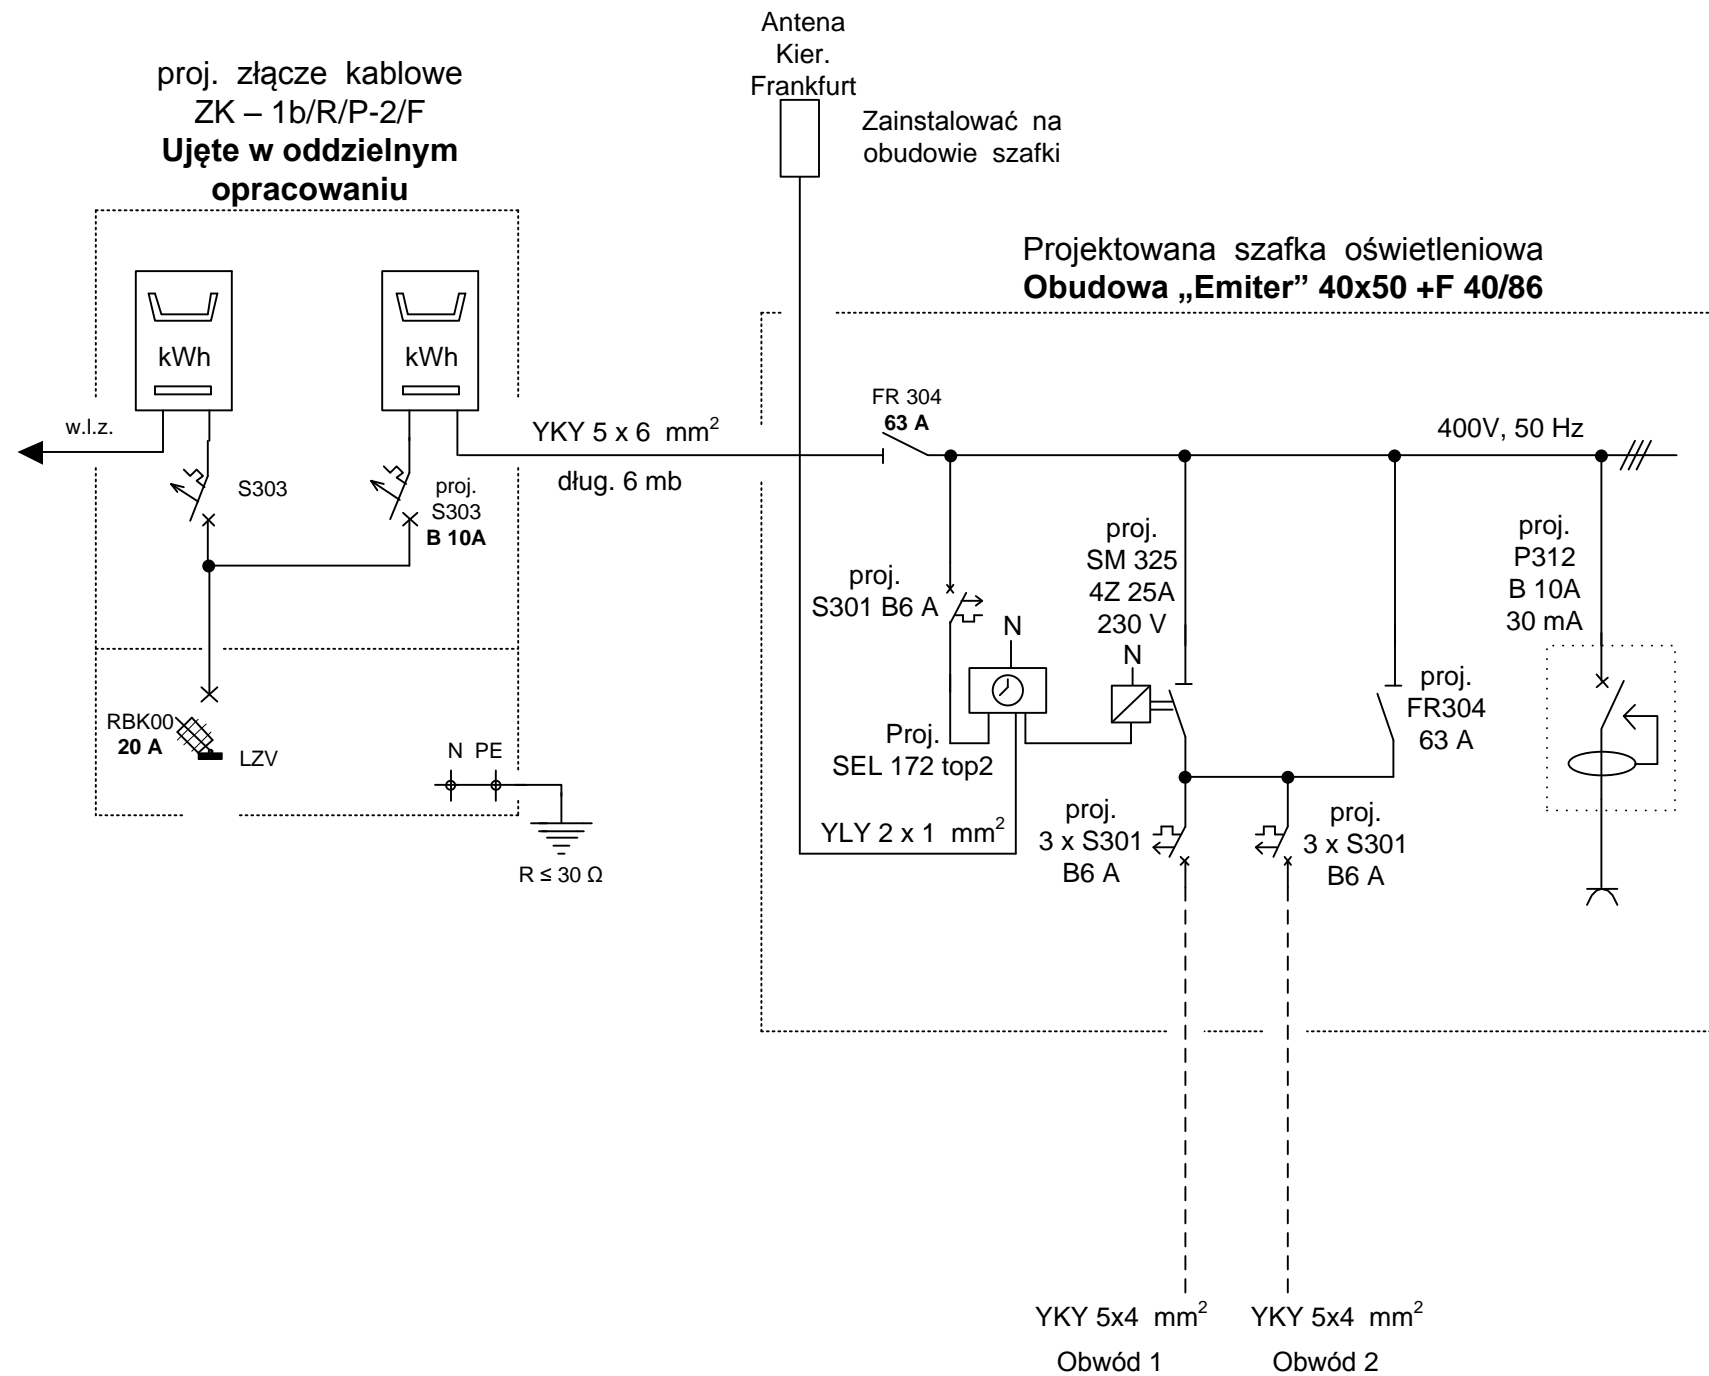 Antena
Kier.
Frankfurt
Zainstalować na
obudowie szafki
proj. złącze kablowe
ZK – 1b/R/P-2/F
Ujęte w oddzielnym
opracowaniu
kWh
kWh
w.l.z.
S303
proj.
S303
B 10A
YKY 5 x 6 mm²
dług. 6 mb
RBK00
20 A
LZV
N PE
R ≤ 30 Ω
Projektowana szafka oświetleniowa
Obudowa „Emiter” 40x50 +F 40/86
FR 304
63 A
400V, 50 Hz
proj.
S301 B6 A
N
Proj.
SEL 172 top2
YLY 2 x 1 mm²
proj.
SM 325
4Z 25A
230 V
N
proj.
FR304
63 A
proj.
P312
B 10A
30 mA
proj.
3 x S301
B6 A
proj.
3 x S301
B6 A
YKY 5x4 mm²
Obwód 1
YKY 5x4 mm²
Obwód 2